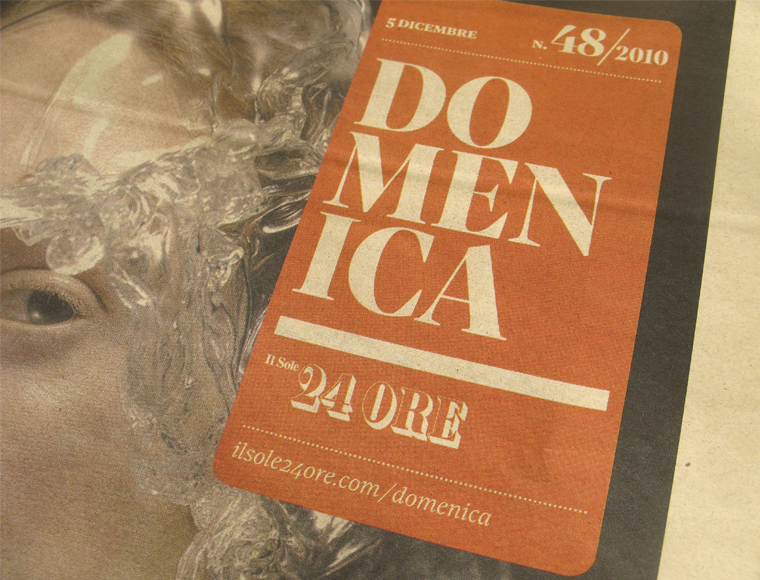 5 DICEMBRE
N. 48/2010
DO
MEN
ICA
Il Sole
24 ORE
ilsole24ore.com/domenica